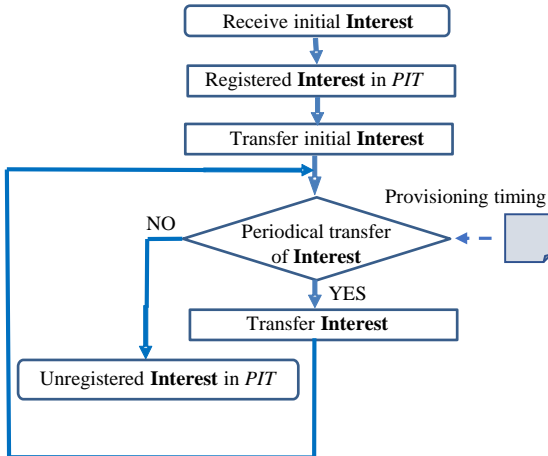 Receive initial Interest
Registered Interest in PIT
Transfer initial Interest
Provisioning timing
NO
Periodical transfer
of Interest
YES
Transfer Interest
Unregistered Interest in PIT